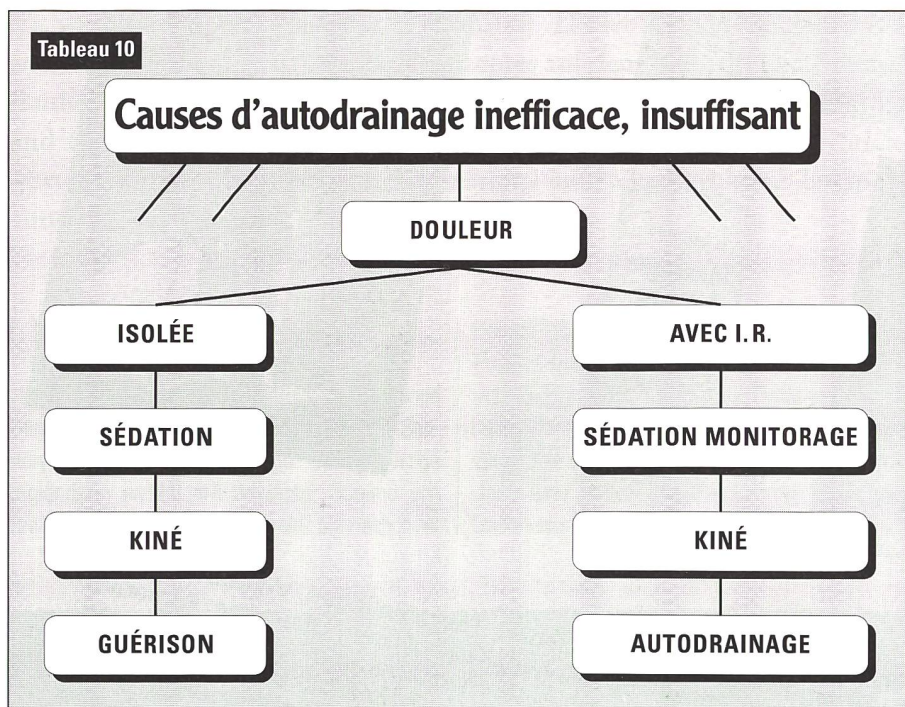 Tableau 10
Causes d'autodrainage inefficace, insuffisant
DOULEUR
ISOLÉE
AVEC I.R.
SÉDATION
SÉDATION MONITORAGE
KINÉ
KINÉ
GUÉRISON
AUTODRAINAGE